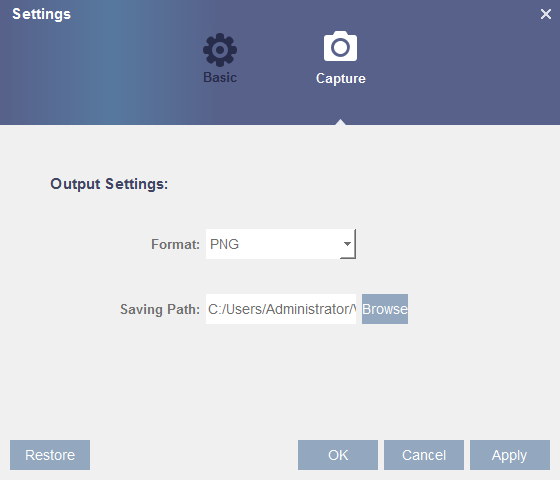 Settings
Basic
Capture
Output Settings:
Format: PNG
Saving Path: C:/Users/Administrator/ Browse
Restore OK Cancel Apply